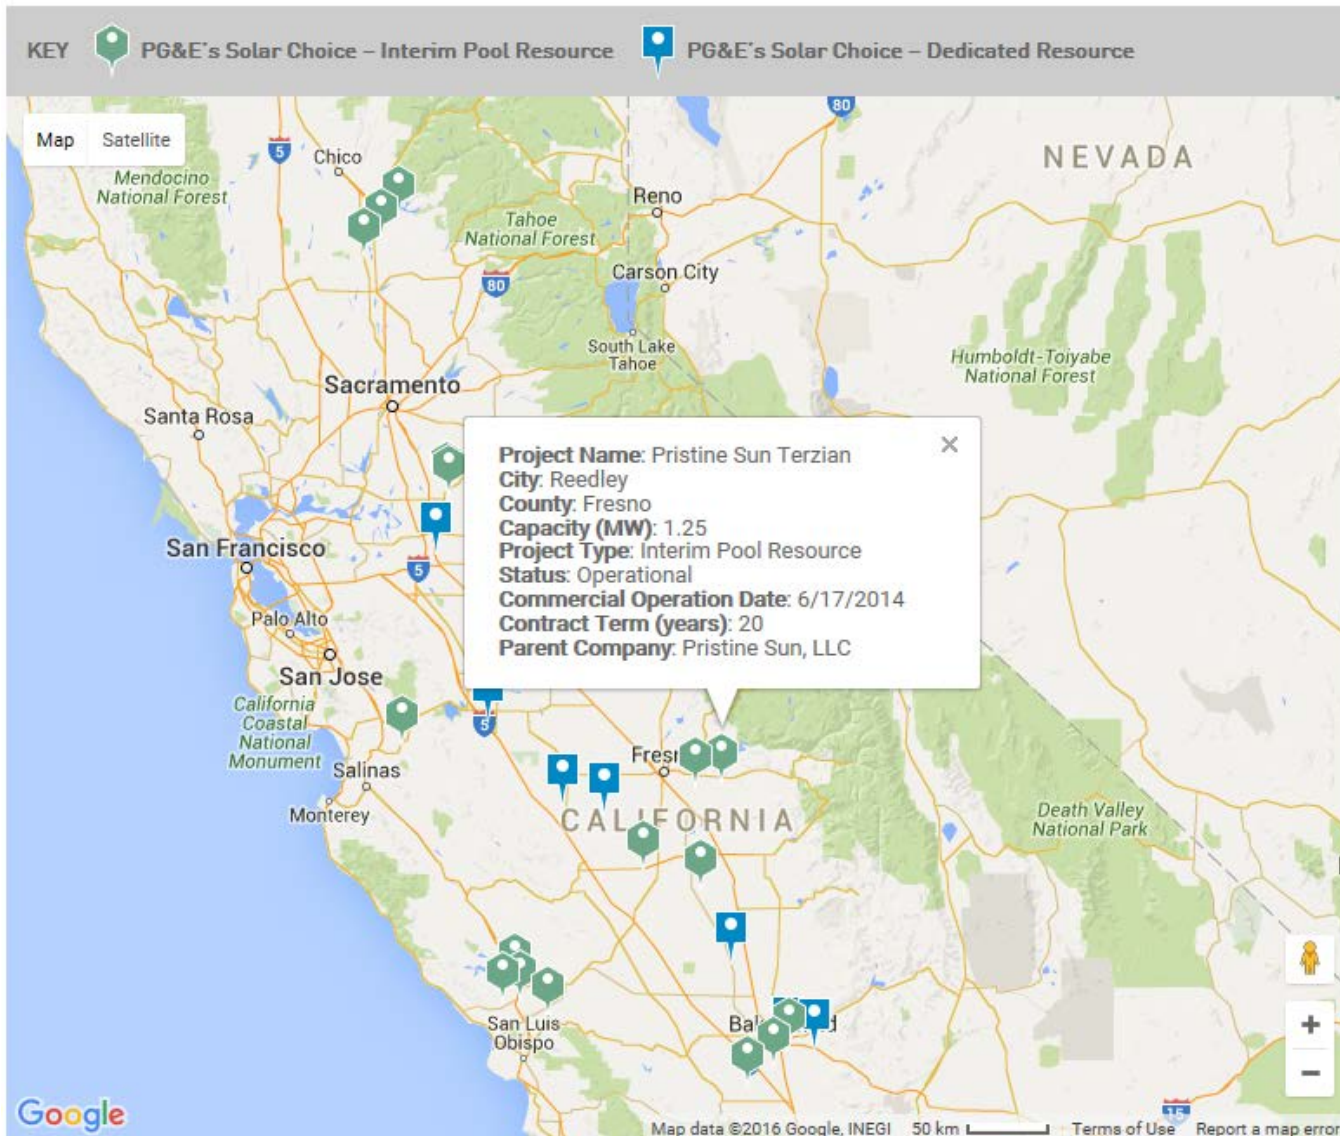 KEY PG&E's Solar Choice – Interim Pool Resource PG&E's Solar Choice – Dedicated Resource
Map Satellite
80
5
Chico
NEVADA
Mendocino
National Forest
Reno
Tahoe
National Forest
Carson City
80
South Lake
Tahoe
Humboldt-Toiyabe
National Forest
Sacramento
Santa Rosa
Project Name: Pristine Sun Terzian
City: Reedley
County: Fresno
Capacity (MW): 1.25
Project Type: Interim Pool Resource
Status: Operational
Commercial Operation Date: 6/17/2014
Contract Term (years): 20
Parent Company: Pristine Sun, LLC
San Francisco
5
Palo Alto
San Jose
California
Coastal
National
Monument
5
Salinas
Monterey
CALIFORNIA
Death Valley
National Park
San Luis
Obispo
+
−
15
Google
Map data ©2016 Google, INEGI 50 km Terms of Use Report a map error